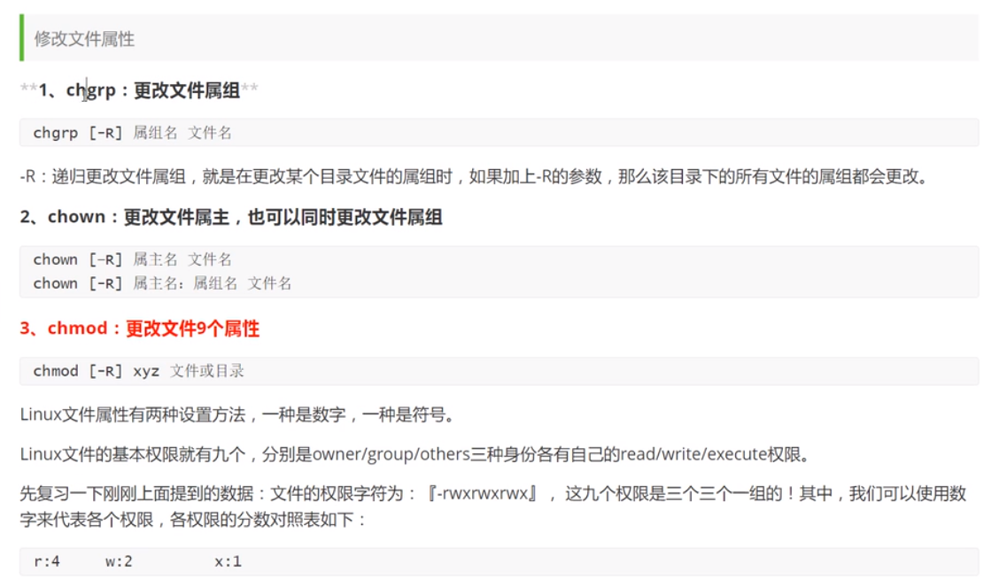 修改文件属性
**1、chgrp：更改文件属组**
chgrp [-R] 属组名 文件名
-R：递归更改文件属组，就是在更改某个目录文件的属组时，如果加上-R的参数，那么该目录下的所有文件的属组都会更改。
2、chown：更改文件属主，也可以同时更改文件属组
chown [–R] 属主名 文件名
chown [-R] 属主名：属组名 文件名
3、chmod：更改文件9个属性
chmod [-R] xyz 文件或目录
Linux文件属性有两种设置方法，一种是数字，一种是符号。
Linux文件的基本权限就有九个，分别是owner/group/others三种身份各有自己的read/write/execute权限。
先复习一下刚刚上面提到的数据：文件的权限字符为：『-rwxrwxrwx』，这九个权限是三个三个一组的！其中，我们可以使用数
字来代表各个权限，各权限的分数对照表如下：
r:4 w:2 x:1